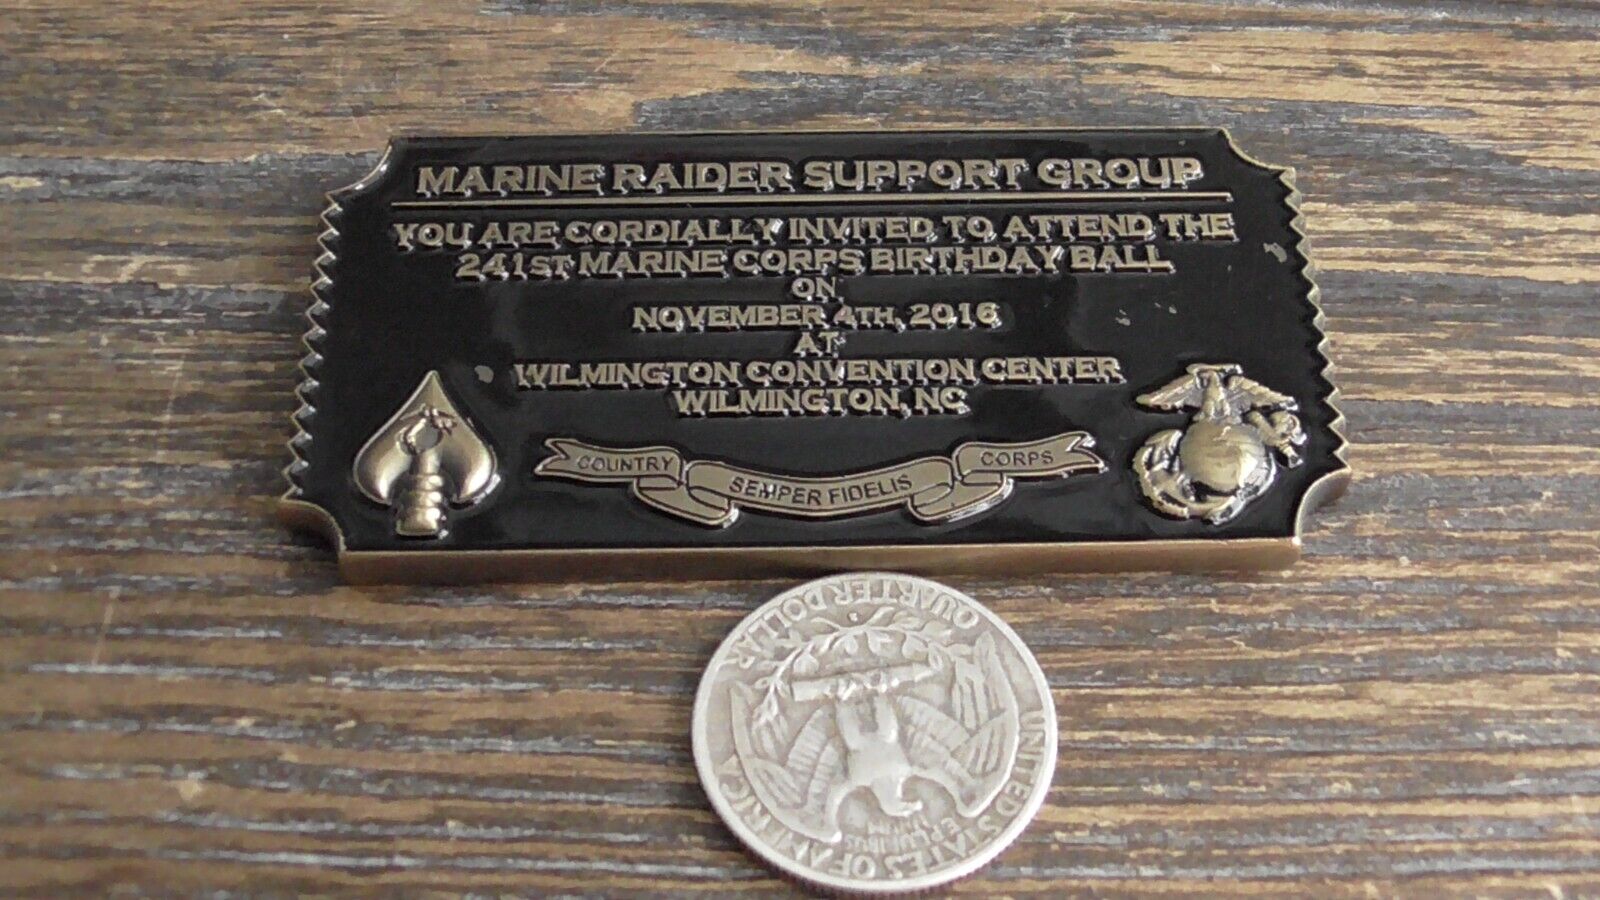 MARINE RAIDER SUPPORT GROUP
YOU ARE CORDIALLY INVITED TO ATTEND THE
241ST MARINE CORPS BIRTHDAY BALL
ON
NOVEMBER 4TH, 2016
AT
WILMINGTON CONVENTION CENTER
WILMINGTON, NC
COUNTRY SEMPER FIDELIS CORPS
UNITED STATES OF AMERICA
E PLURIBUS UNUM
QUARTER DOLLAR